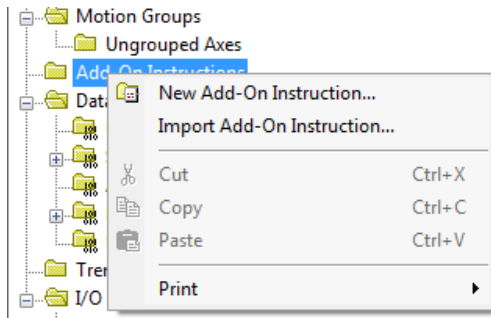 Motion Groups
Ungrouped Axes
Add-On Instructions
New Add-On Instruction...
Import Add-On Instruction...
Cut Ctrl+X
Copy Ctrl+C
Paste Ctrl+V
Print
I/O